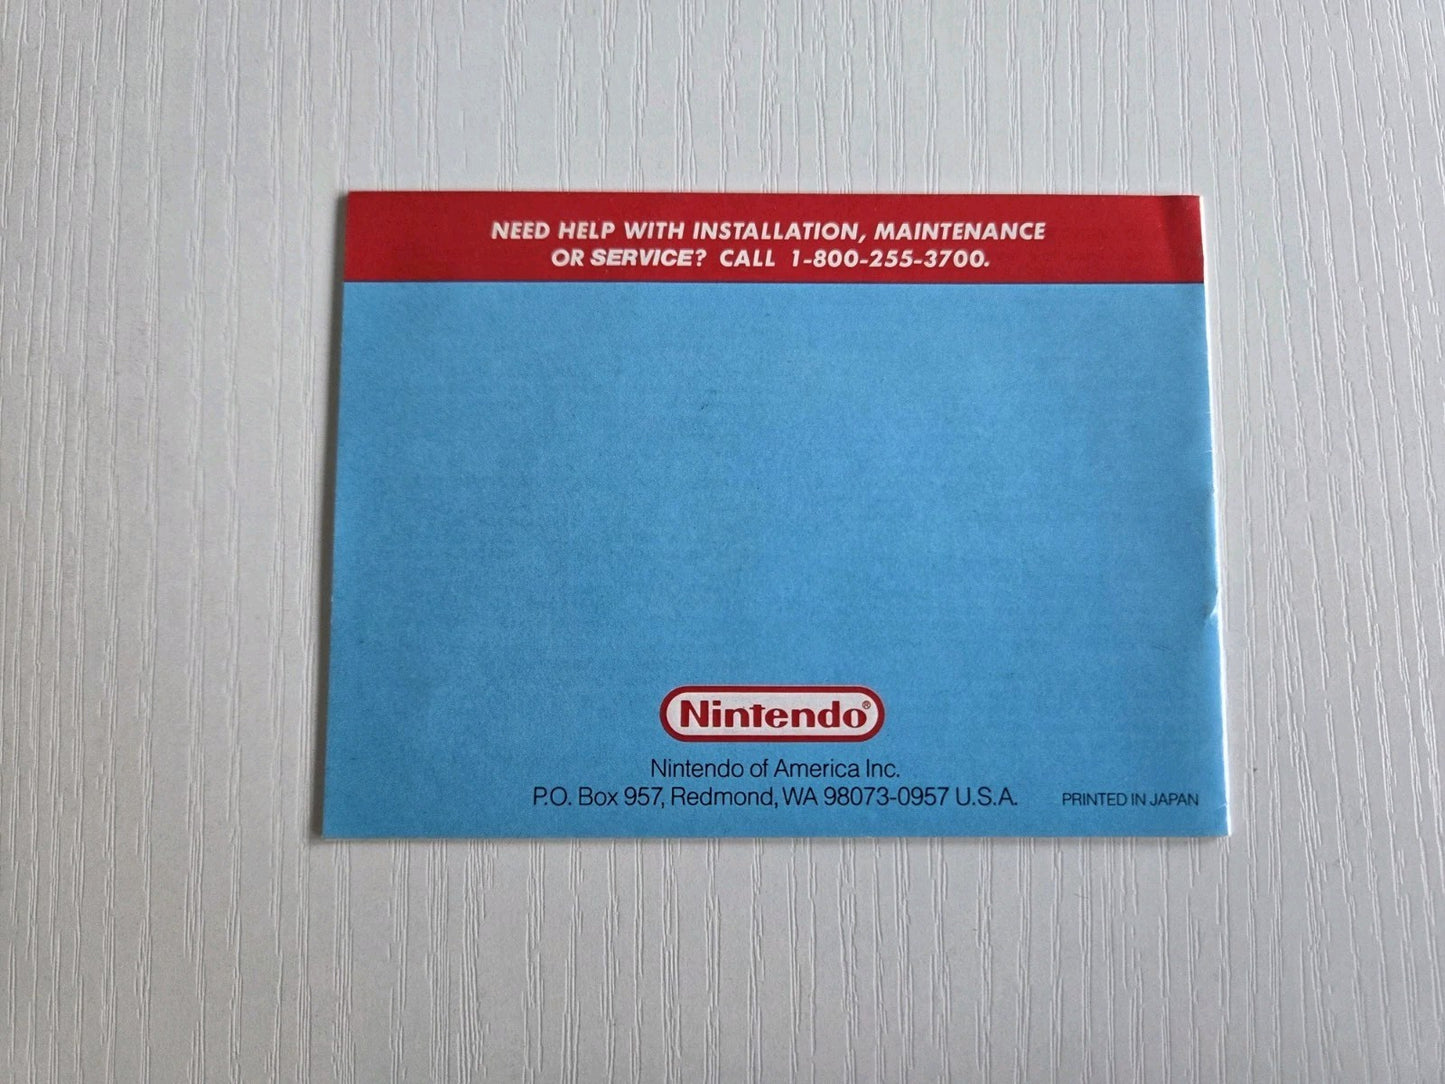 NEED HELP WITH INSTALLATION, MAINTENANCE
OR SERVICE? CALL 1-800-255-3700.
Nintendo®
Nintendo of America Inc.
P.O. Box 957, Redmond, WA 98073-0957 U.S.A.
PRINTED IN JAPAN